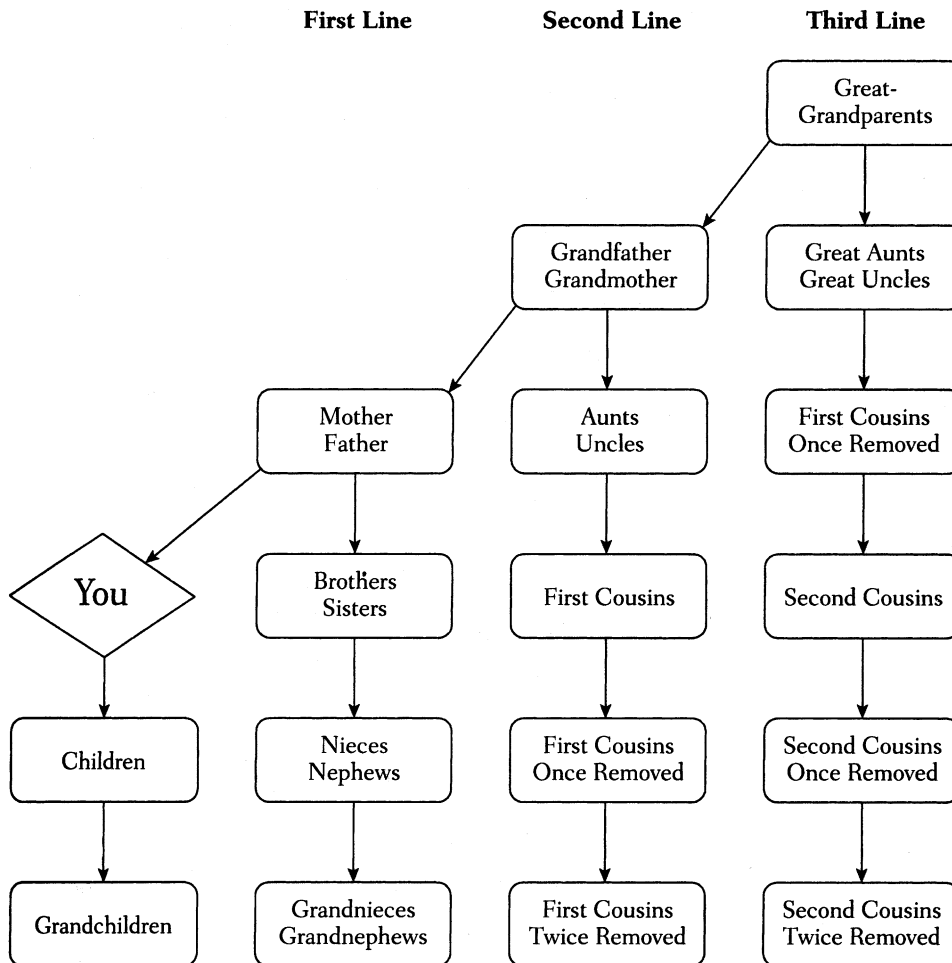 First Line
Second Line
Third Line
Great-
Grandparents
Grandfather
Grandmother
Great Aunts
Great Uncles
Mother
Father
Aunts
Uncles
First Cousins
Once Removed
You
Brothers
Sisters
First Cousins
Second Cousins
Children
Nieces
Nephews
First Cousins
Once Removed
Second Cousins
Once Removed
Grandchildren
Grandnieces
Grandnephews
First Cousins
Twice Removed
Second Cousins
Twice Removed